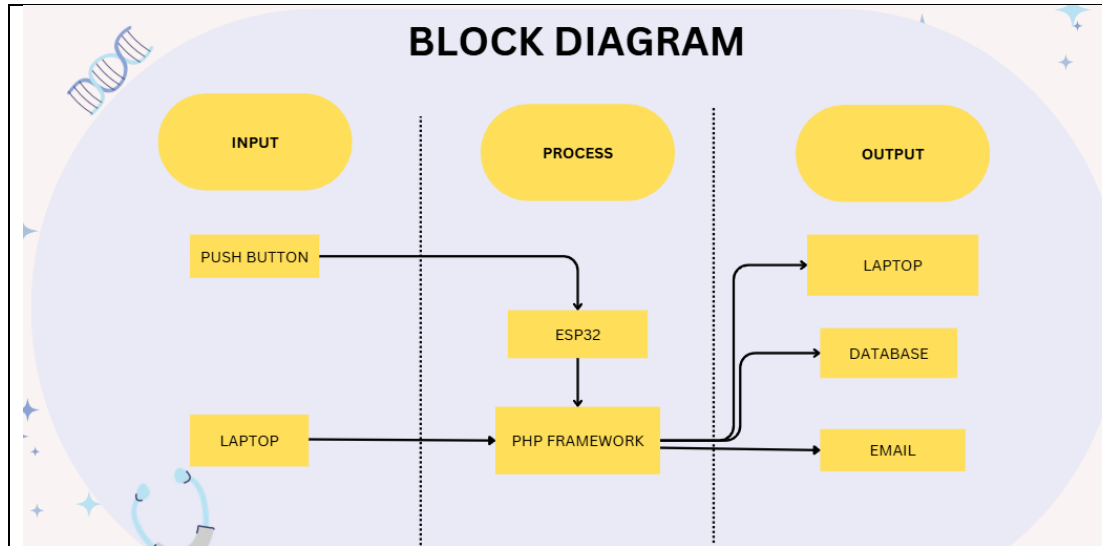 BLOCK DIAGRAM
INPUT
PROCESS
OUTPUT
PUSH BUTTON
LAPTOP
ESP32
DATABASE
LAPTOP
PHP FRAMEWORK
EMAIL